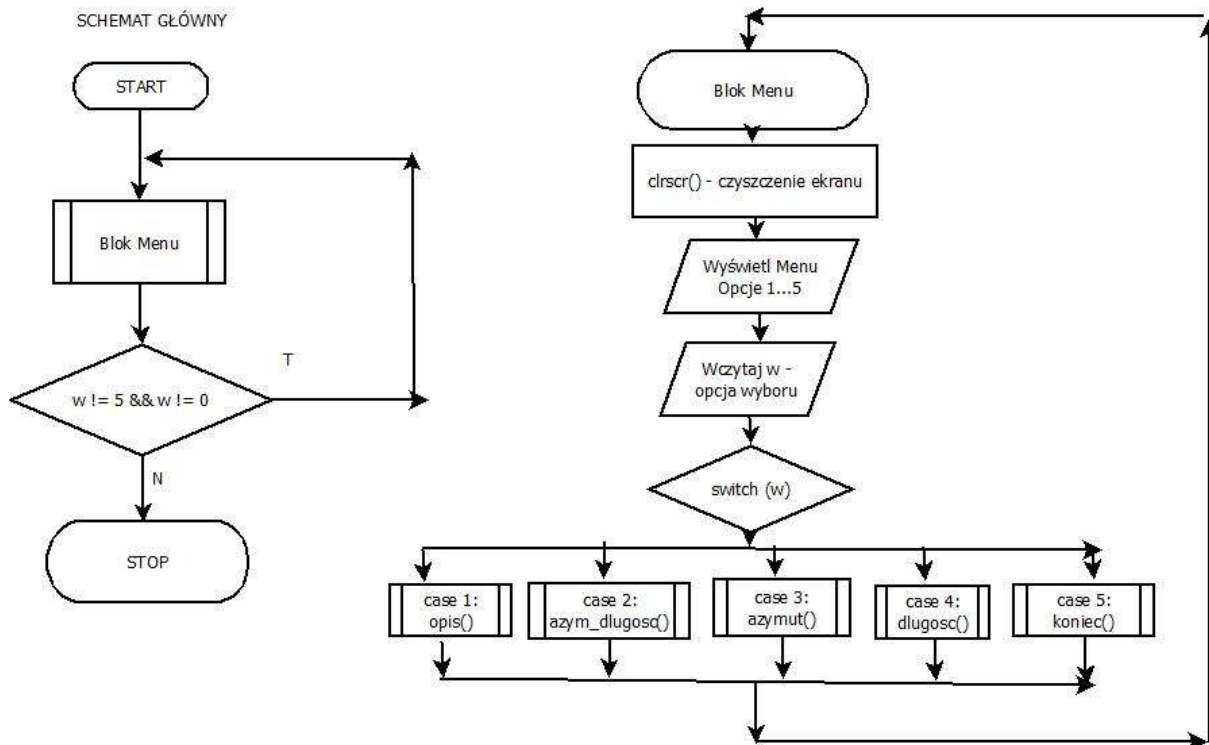 SCHEMAT GŁÓWNY
START
Blok Menu
w != 5 && w != 0
T
N
STOP
Blok Menu
clrscr() - czyszczenie ekranu
Wyświetl Menu
Opcje 1...5
Wczytaj w -
opcja wyboru
switch (w)
case 1:
opis()
case 2:
azym_dlugosc()
case 3:
azymut()
case 4:
dlugosc()
case 5:
koniec()